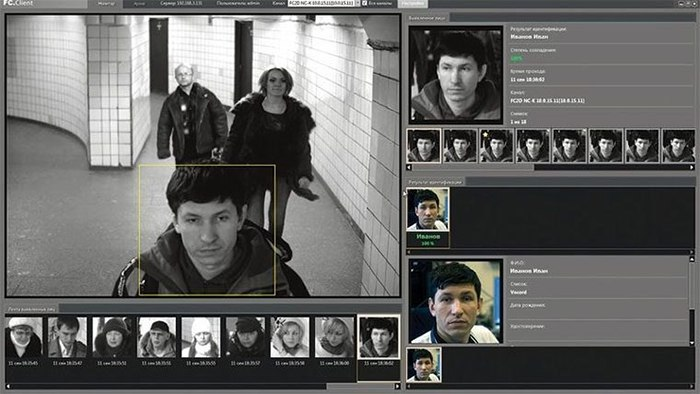 FC.Client
Монитор
Архив
Сервер 192.168.3.131
Пользователь: admin
Канал
FC2D NC-K 10.0.15.11[10.0.15.11]
Все каналы
Настройки
Выявленное лицо
Результат идентификации:
Иванов Иван
Степень совпадения:
100%
Время прохода:
11 сен 18:36:02
Канал:
FC2D NC-K 10.0.15.11[10.0.15.11]
Снимок:
1 из 18
Результат идентификации
Иванов
100 %
Ф.И.О.:
Иванов Иван
Список:
Vocord
Дата рождения:
Удостоверение:
Лента выявленных лиц
11 сен 18:35:45
11 сен 18:35:47
11 сен 18:35:51
11 сен 18:35:51
11 сен 18:35:55
11 сен 18:35:57
11 сен 18:35:58
11 сен 18:36:00
11 сен 18:36:02